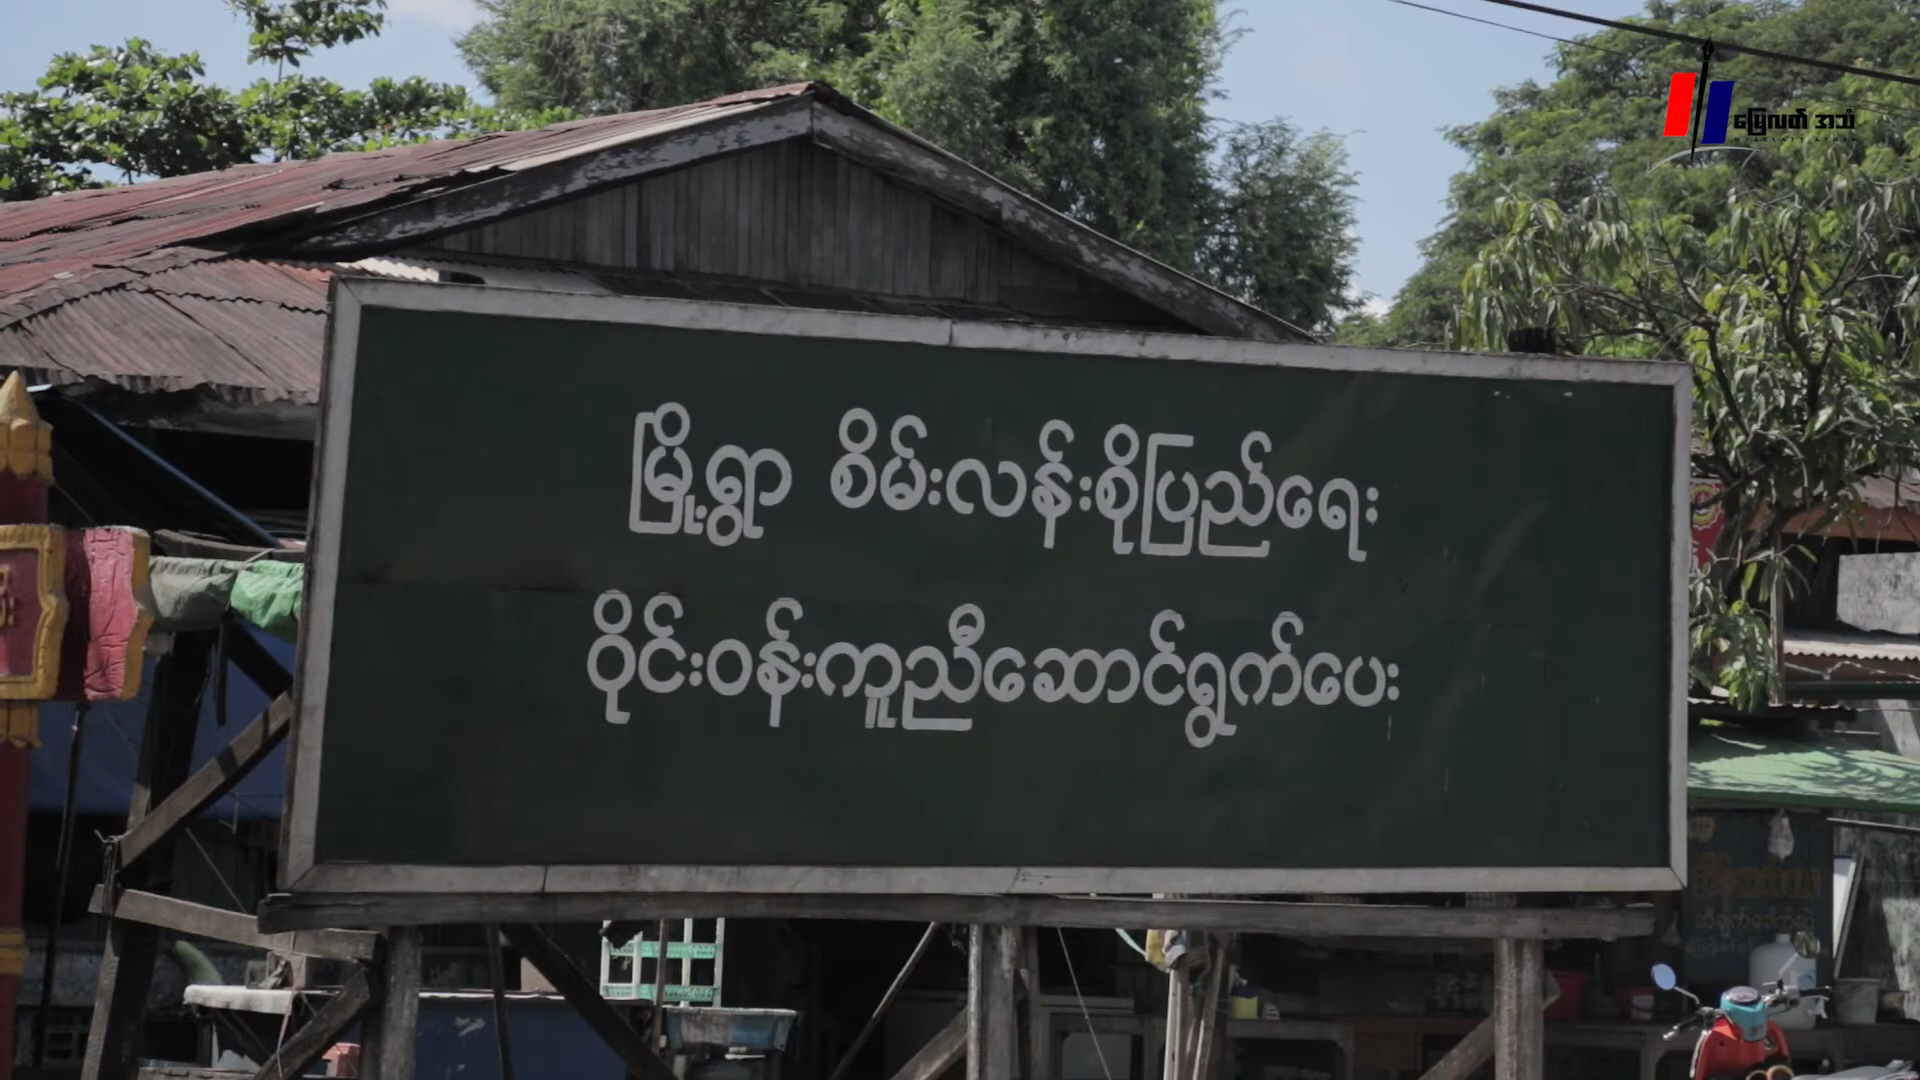 မြေလတ် အသံ
မြို့ရွာ စိမ်းလန်းစိုပြည်ရေး
ဝိုင်းဝန်းကူညီဆောင်ရွက်ပေး